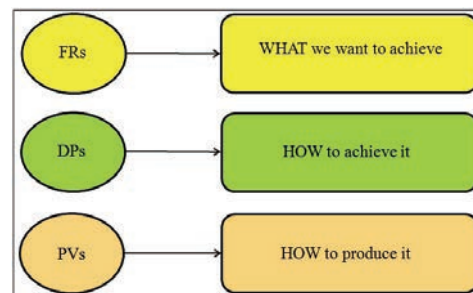 FRs
WHAT we want to achieve
DPs
HOW to achieve it
PVs
HOW to produce it